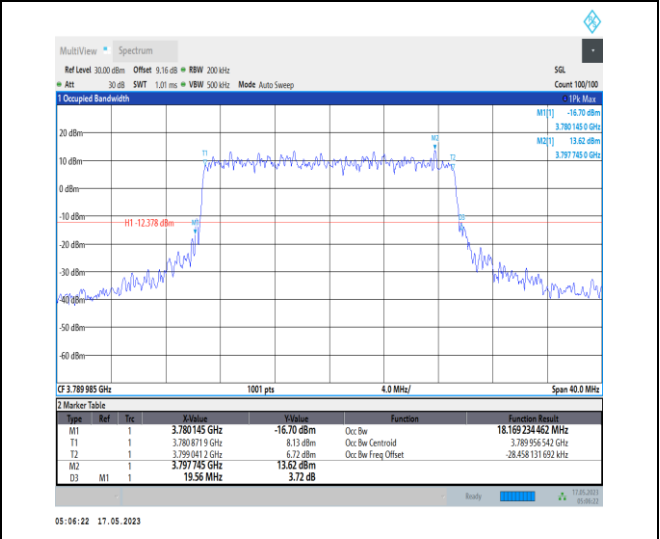 MultiView Spectrum
Ref Level 30.00 dBm Offset 9.16 dB RBW 200 kHz SGL
Att 30 dB SWT 1.01 ms VBW 500 kHz Mode Auto Sweep Count 100/100
1 Occupied Bandwidth 1Pk Max
M1[1] -16.70 dBm
3.780 145 0 GHz
M2[1] 13.62 dBm
3.797 745 0 GHz
20 dBm
M2
T1
T2
10 dBm
0 dBm
-10 dBm
H1 -12.378 dBm
M1
D3
-20 dBm
-30 dBm
-40 dBm
-50 dBm
-60 dBm
CF 3.789 985 GHz 1001 pts 4.0 MHz/ Span 40.0 MHz
2 Marker Table
Type Ref Trc X-Value Y-Value Function Function Result
M1 1 3.780145 GHz -16.70 dBm Occ Bw 18.169 234 462 MHz
T1 1 3.780 871 9 GHz 8.13 dBm Occ Bw Centroid 3.789 956 542 GHz
T2 1 3.799 041 2 GHz 6.72 dBm Occ Bw Freq Offset -28.458 131 692 kHz
M2 1 3.797745 GHz 13.62 dBm
D3 M1 1 19.56 MHz 3.72 dB
Ready 17.05.2023
05:06:22
05:06:22 17.05.2023